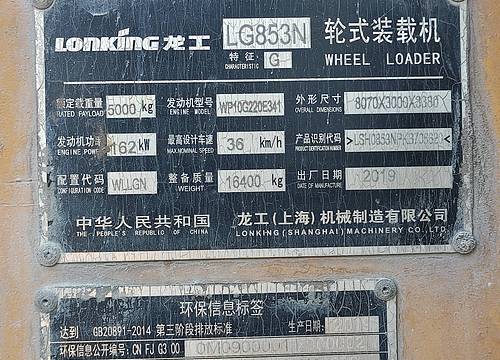 LONKING 龙工 LG853N 轮式装载机
特征 G
CHARACTERISTIC WHEEL LOADER
额定载重量 5000 kg 发动机型号 WP10G220E341 外形尺寸 8070X3000X3380
RATED PAYLOAD ENGINE MODEL OVERALL DIMENSIONS
发动机功率 162 kW 最高设计车速 36 km/h 产品识别代码
ENGINE POWER MAX.NOMINAL SPEED PRODUCT IDENTIFICATION NUMBER
配置代码 WLLGN 整备质量 16400 kg 出厂日期 2019
CONFIGURATION CODE WEIGHT DATE OF MANUFACTURE
中华人民共和国 龙工(上海)机械制造有限公司
THE PEOPLE'S REPUBLIC OF CHINA LONKING(SHANGHAI)MACHINERY CO.,LTD.
环保信息标签
达到 GB20891-2014 第三阶段排放标准 生产日期:
环保信息公开编号: CN FJ G3 00